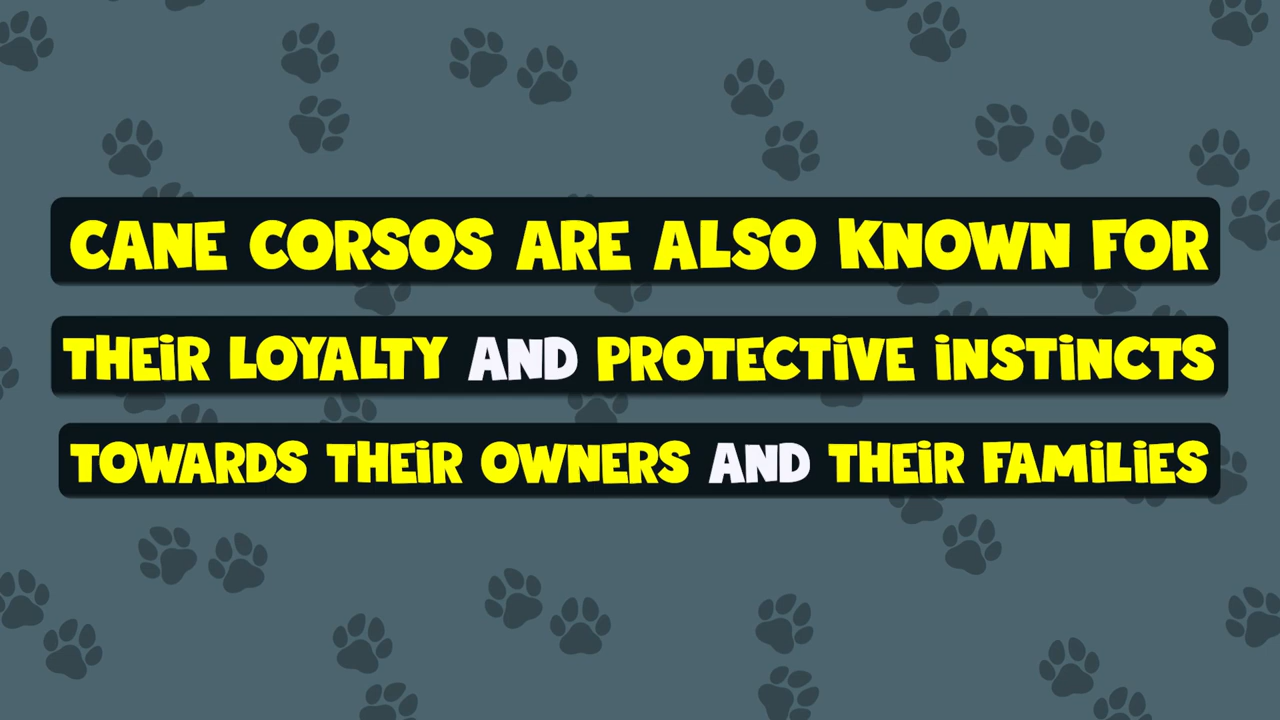 CANE CORSOS ARE ALSO KNOWN FOR
THEiR LOYALTY AND PROTECTiVE iNSTiNCTS
TOWARDS THEiR OWNERS AND THEiR FAMiLiES